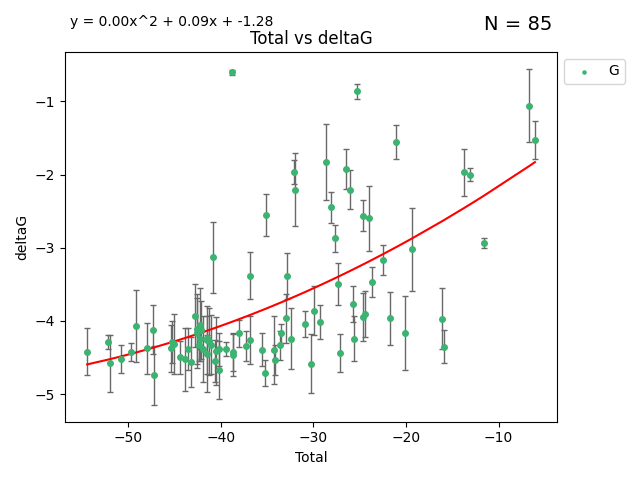 y = 0.00x^2 + 0.09x + -1.28
N = 85
Total vs deltaG
G
deltaG
−1
−2
−3
−4
−5
−50
−40
−30
−20
−10
Total